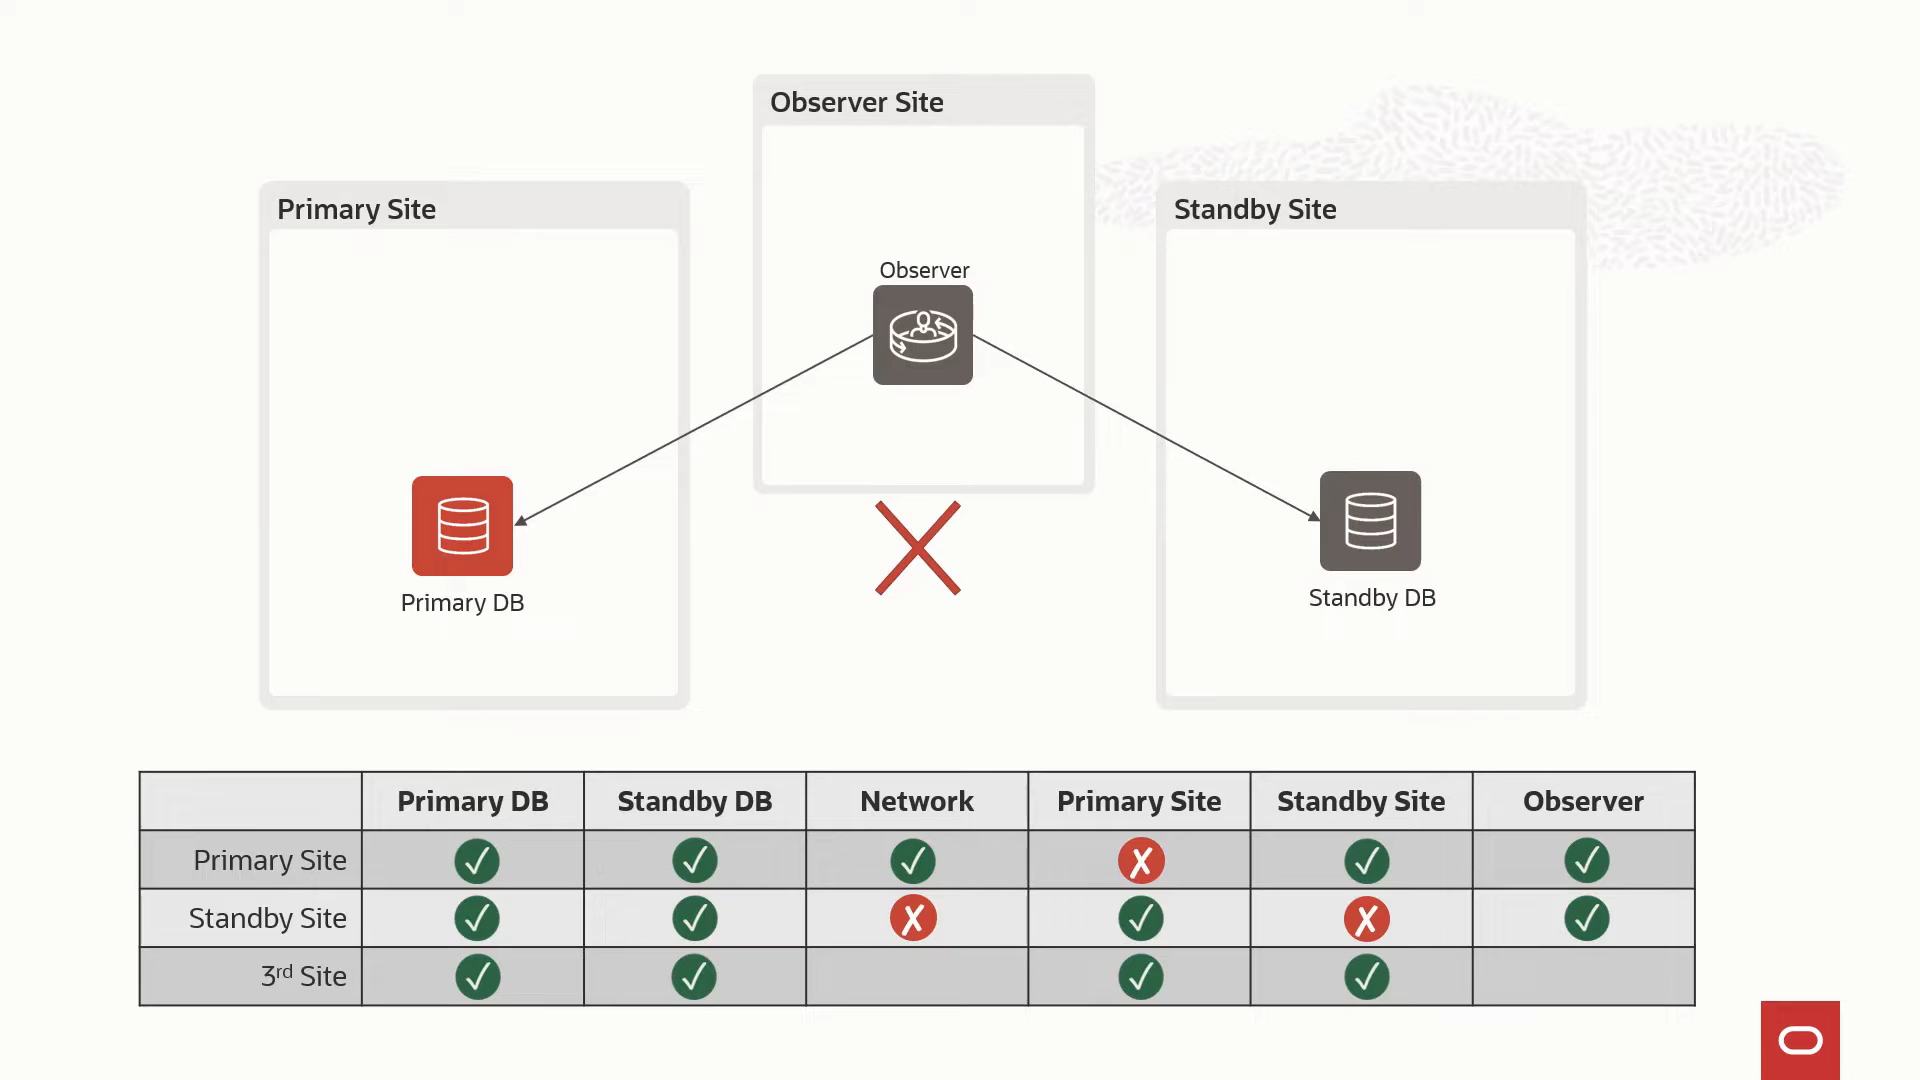 Observer Site
Primary Site
Standby Site
Observer
Primary DB
Standby DB
Primary DB Standby DB Network Primary Site Standby Site Observer
Primary Site ✓ ✓ ✓ ✗ ✓ ✓
Standby Site ✓ ✓ ✗ ✓ ✗ ✓
3rd Site ✓ ✓ ✓ ✓